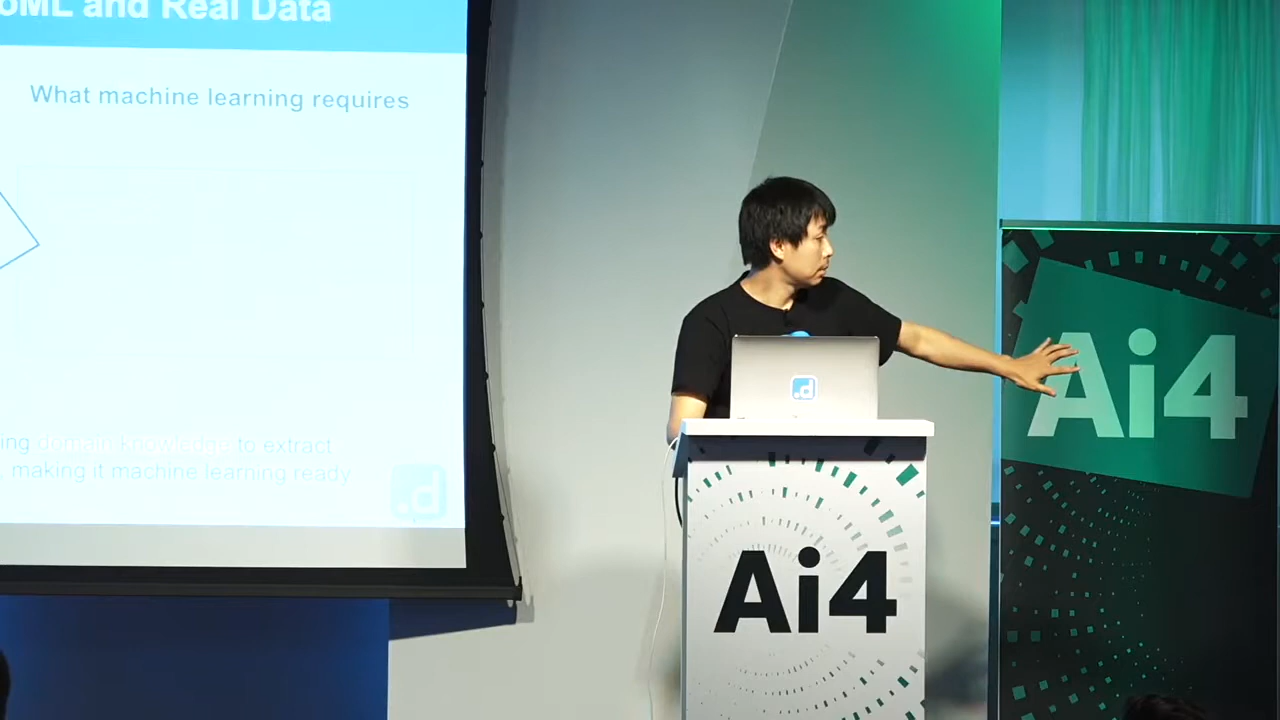 oML and Real Data
What machine learning requires
ing domain knowledge to extract
, making it machine learning ready
.d
.d
Ai4
Ai4